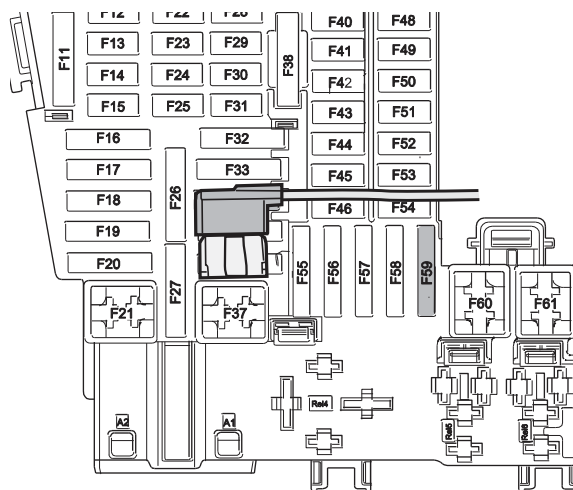 F12 F22 F28 F40 F48
F11 F13 F23 F29 F38 F41 F49
F14 F24 F30 F42 F50
F15 F25 F31 F43 F51
F16 F32 F44 F52
F17 F33 F45 F53
F18 F26 F46 F54
F19
F20 F27 F55 F56 F57 F58 F59
F21 F37 F60 F61
Rel4
A2 A1 Rel5 Rel6